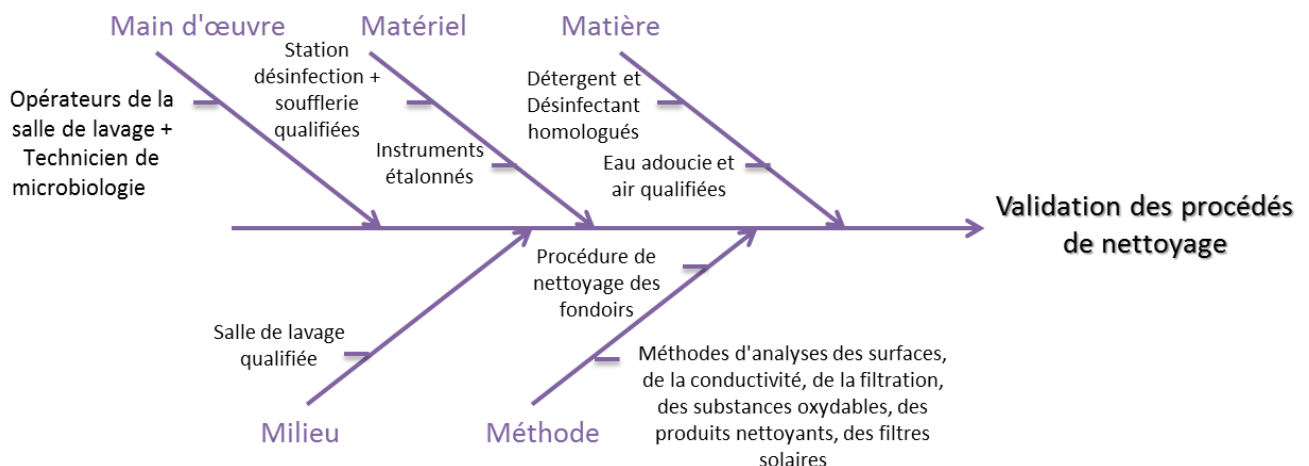 Main d'œuvre
Matériel
Matière
Opérateurs de la
salle de lavage +
Technicien de
microbiologie
Station
désinfection +
soufflerie
qualifiées
Instruments
étalonnés
Détergent et
Désinfectant
homologués
Eau adoucie et
air qualifiées
Validation des procédés
de nettoyage
Salle de lavage
qualifiée
Milieu
Procédure de
nettoyage des
fondoirs
Méthodes d'analyses des surfaces,
de la conductivité, de la filtration,
des substances oxydables, des
produits nettoyants, des filtres
solaires
Méthode